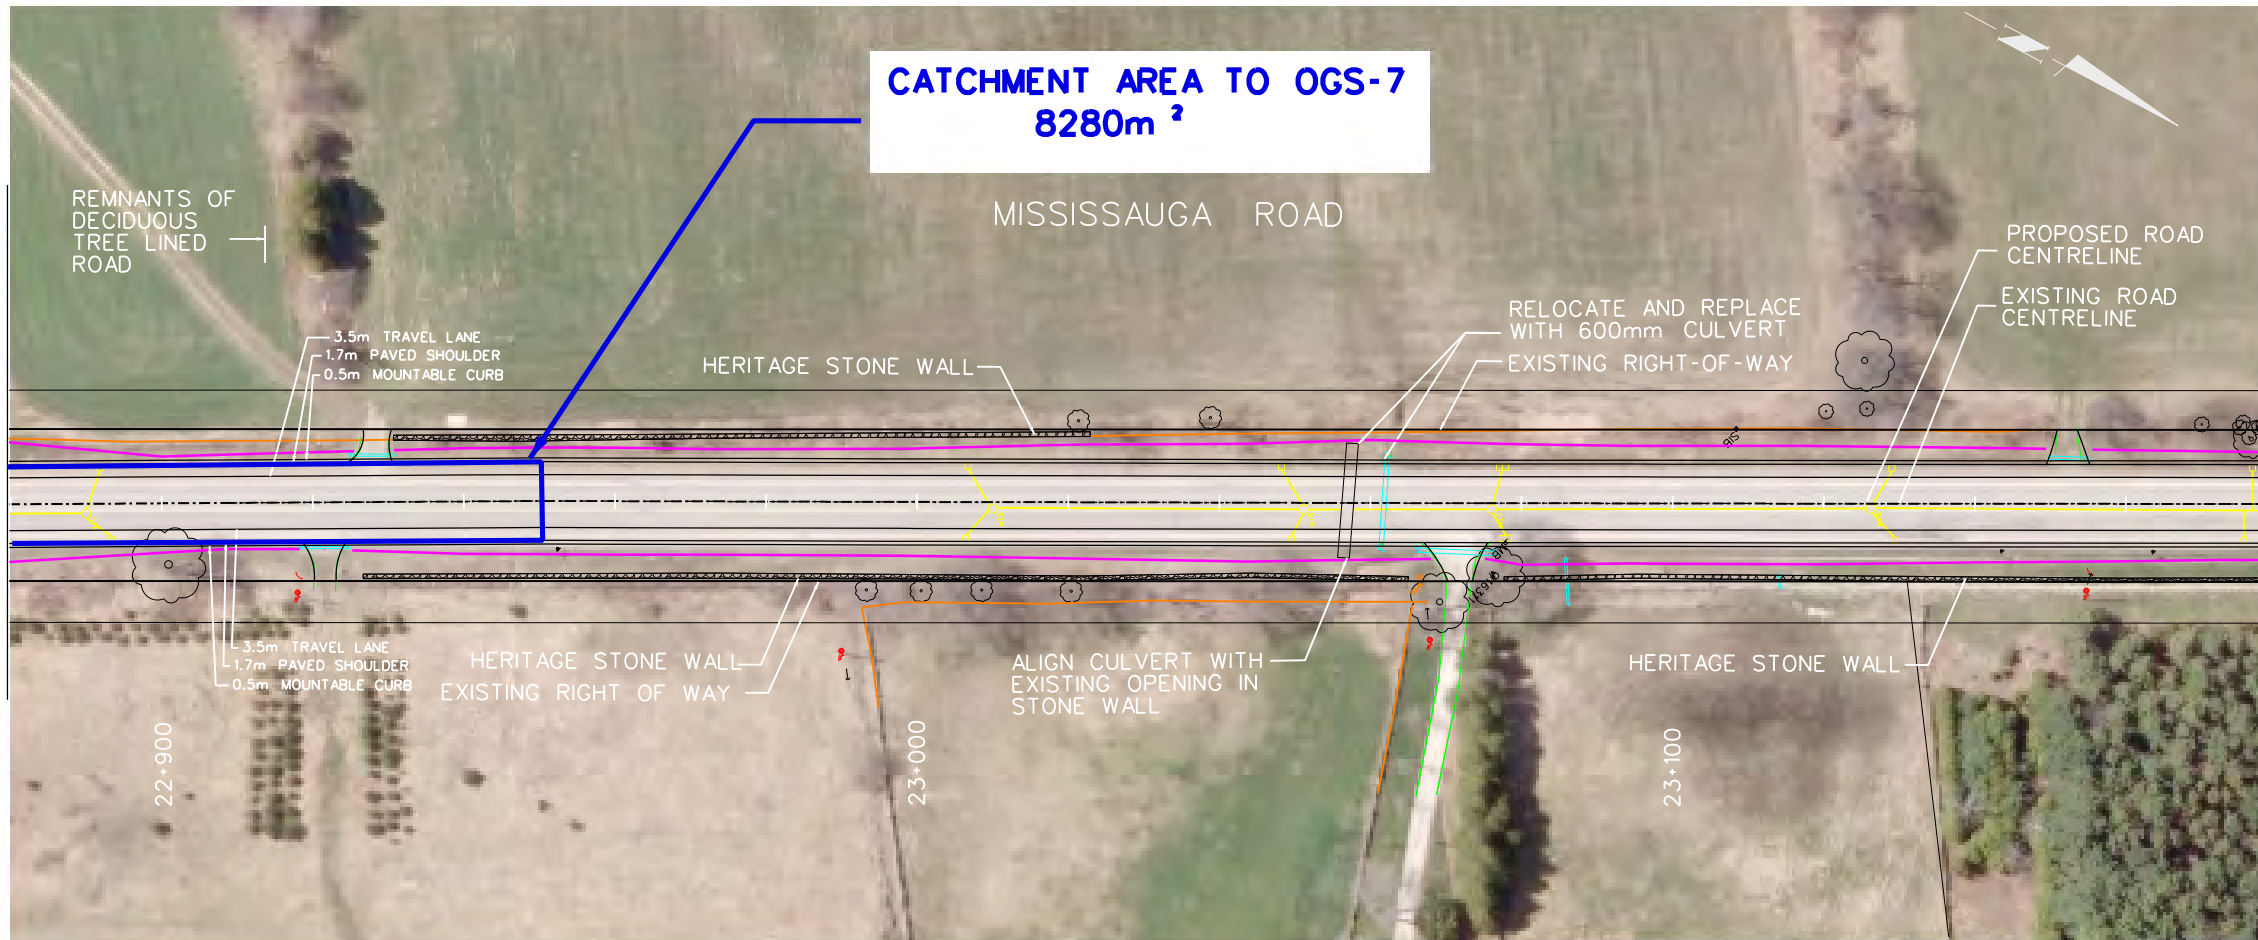 CATCHMENT AREA TO OGS-7
8280m²
MISSISSAUGA ROAD
REMNANTS OF
DECIDUOUS
TREE LINED
ROAD
PROPOSED ROAD
CENTRELINE
EXISTING ROAD
CENTRELINE
RELOCATE AND REPLACE
WITH 600mm CULVERT
EXISTING RIGHT-OF-WAY
3.5m TRAVEL LANE
1.7m PAVED SHOULDER
0.5m MOUNTABLE CURB
HERITAGE STONE WALL
SIB
3.5m TRAVEL LANE
1.7m PAVED SHOULDER
0.5m MOUNTABLE CURB
HERITAGE STONE WALL
EXISTING RIGHT OF WAY
ALIGN CULVERT WITH
EXISTING OPENING IN
STONE WALL
HERITAGE STONE WALL
22+900
23+000
23+100